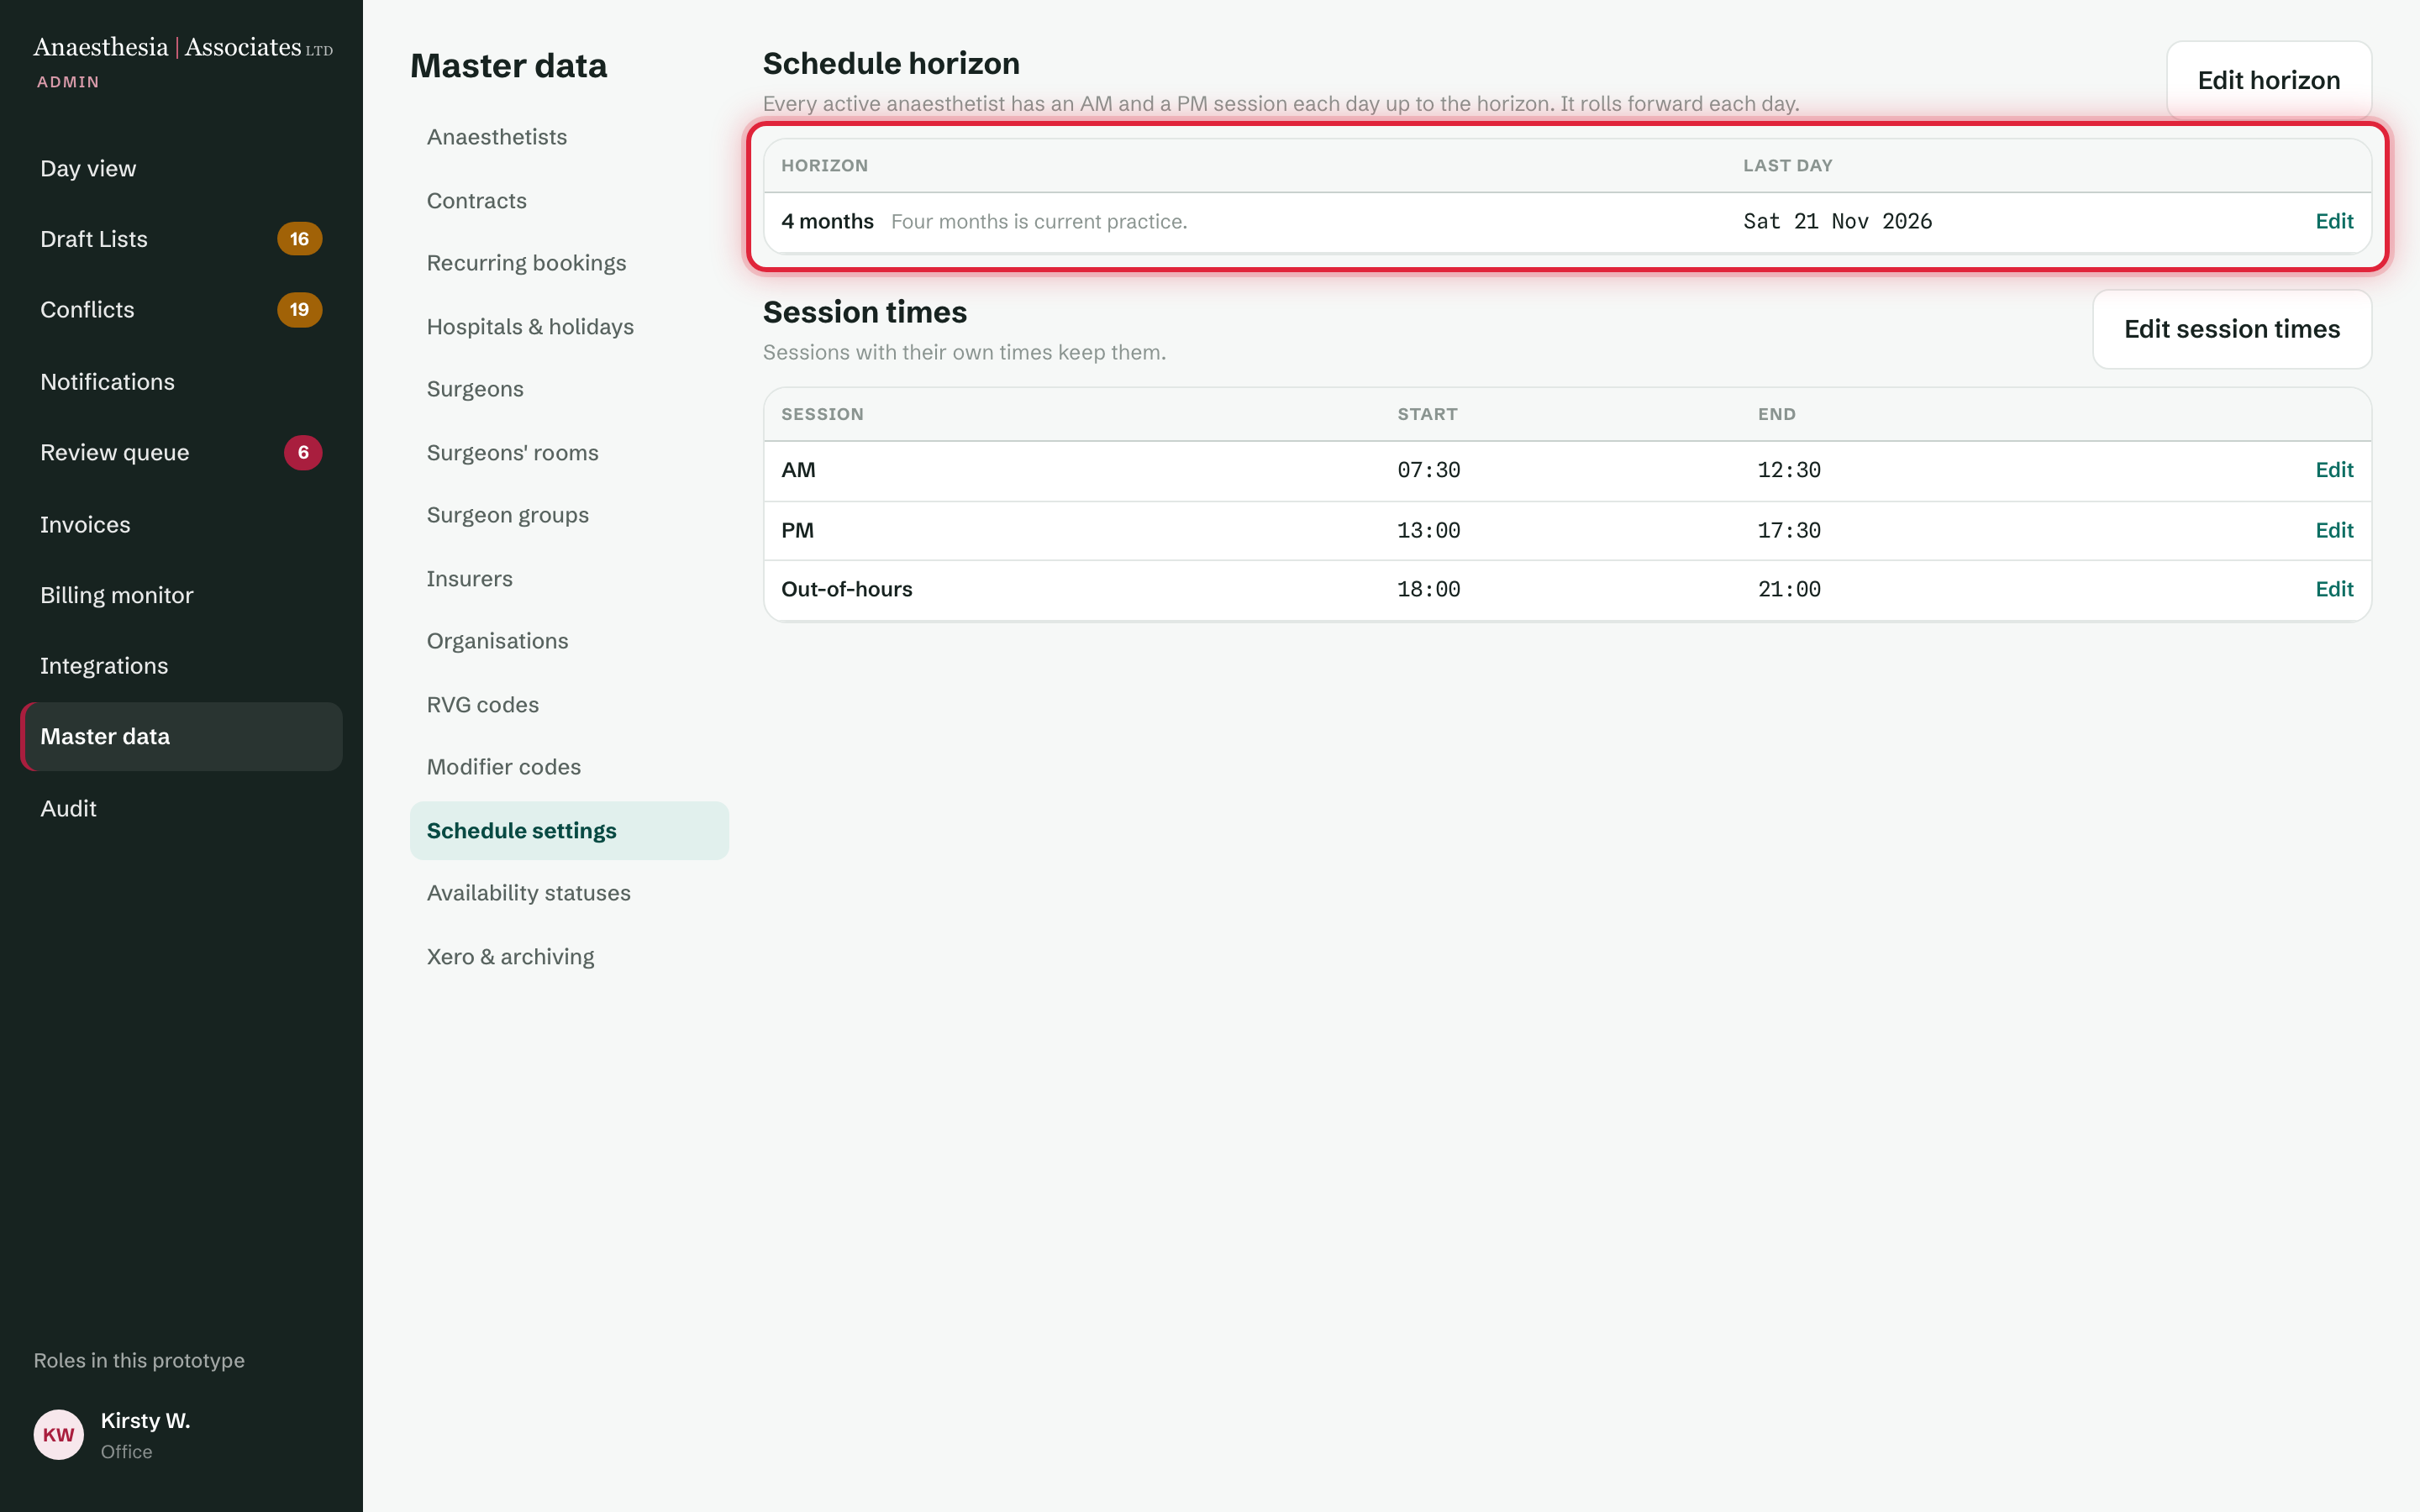 Anaesthesia | Associates LTD
ADMIN
Day view
Draft Lists 16
Conflicts 19
Notifications
Review queue 6
Invoices
Billing monitor
Integrations
Master data
Audit
Roles in this prototype
KW
Kirsty W.
Office
Master data
Anaesthetists
Contracts
Recurring bookings
Hospitals & holidays
Surgeons
Surgeons' rooms
Surgeon groups
Insurers
Organisations
RVG codes
Modifier codes
Schedule settings
Availability statuses
Xero & archiving
Schedule horizon
Every active anaesthetist has an AM and a PM session each day up to the horizon. It rolls forward each day.
Edit horizon
HORIZON LAST DAY
4 months Four months is current practice. Sat 21 Nov 2026 Edit
Session times
Sessions with their own times keep them.
Edit session times
SESSION START END
AM 07:30 12:30 Edit
PM 13:00 17:30 Edit
Out-of-hours 18:00 21:00 Edit